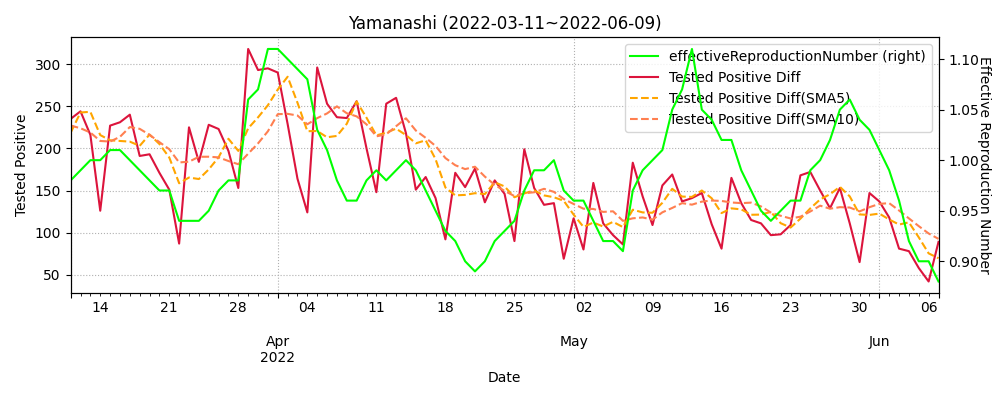 Yamanashi (2022-03-11~2022-06-09)
effectiveReproductionNumber (right)
Tested Positive Diff
Tested Positive Diff(SMA5)
Tested Positive Diff(SMA10)
Tested Positive
300
250
200
150
100
50
1.10
1.05
1.00
0.95
0.90
Effective Reproduction Number
14 21 28 04 11 18 25 02 09 16 23 30 06
Apr May Jun
2022
Date